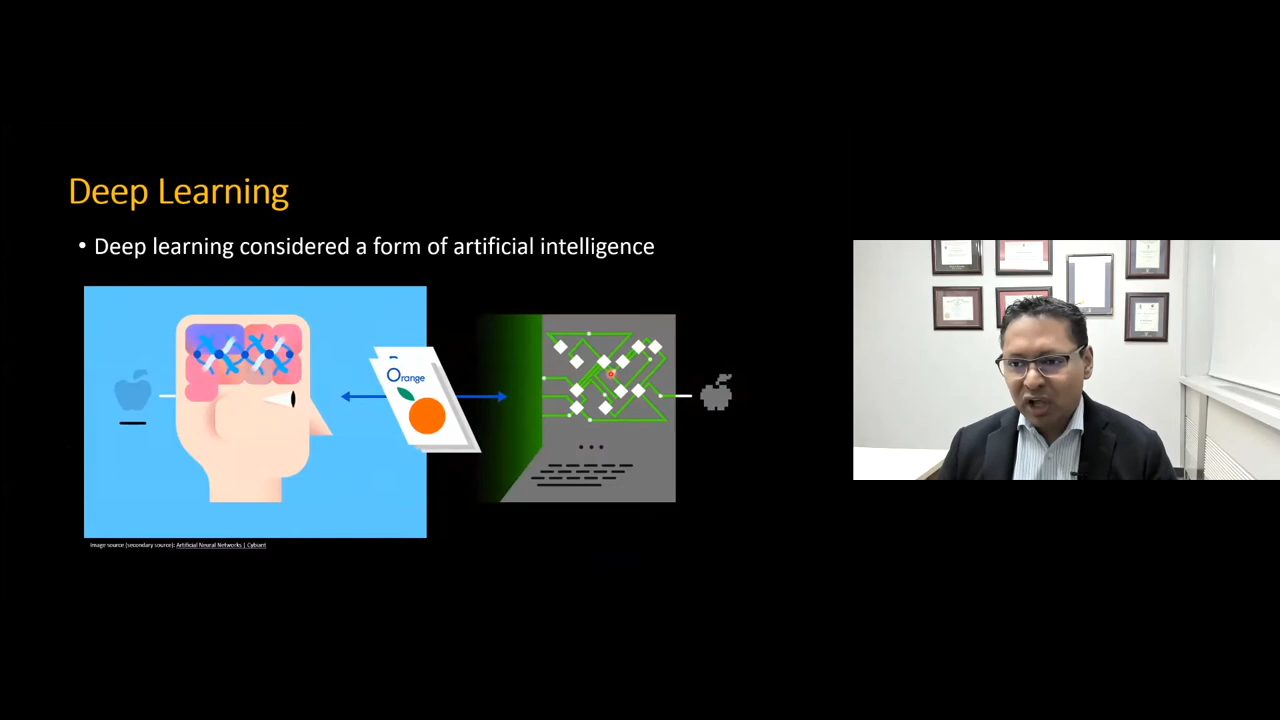 Deep Learning
• Deep learning considered a form of artificial intelligence
Orange
Image source (secondary source): Artificial Neural Networks | Cybiant